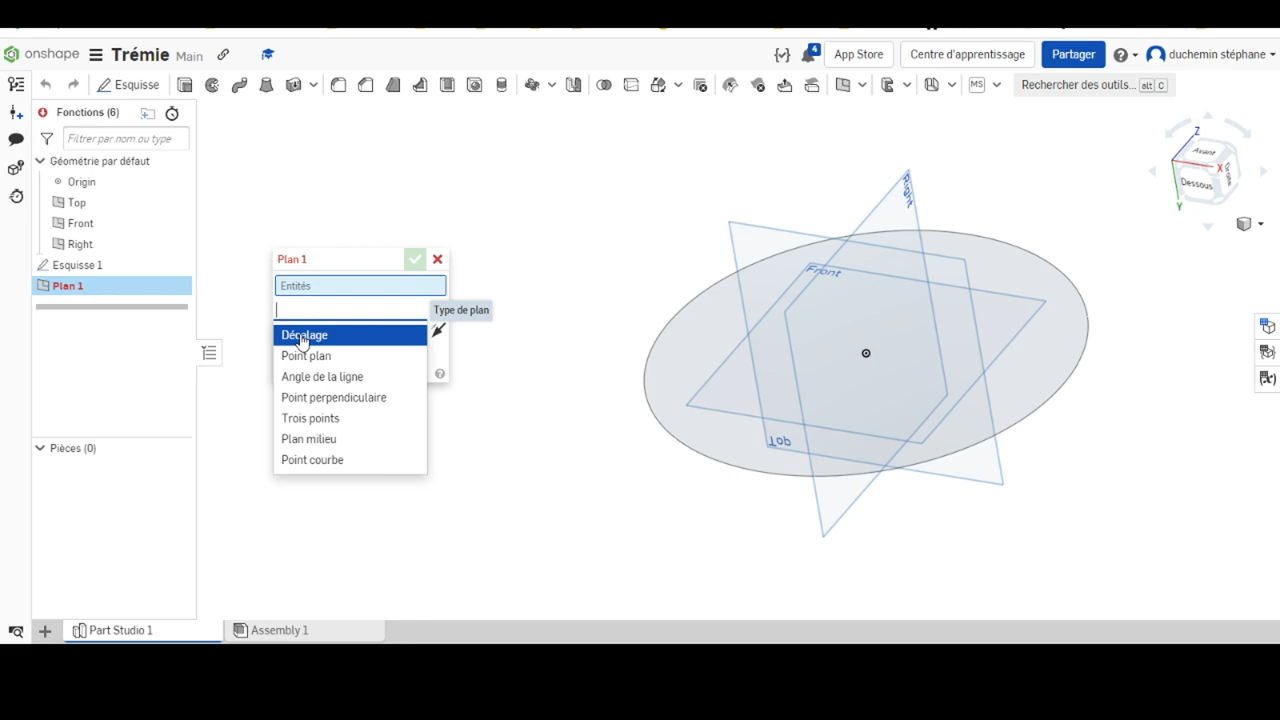 onshape Trémie Main 4 App Store Centre d'apprentissage Partager duchemin stéphane
Esquisse MS Rechercher des outils... alt C
Fonctions (6)
Filtrer par nom ou type
Géométrie par défaut
Origin
Top
Front
Right
Esquisse 1
Plan 1
Pièces (0)
Plan 1
Entités
Type de plan
Décalage
Point plan
Angle de la ligne
Point perpendiculaire
Trois points
Plan milieu
Point courbe
Right
Front
Top
Z
Avant
X
Droite
Dessous
Y
Part Studio 1 Assembly 1